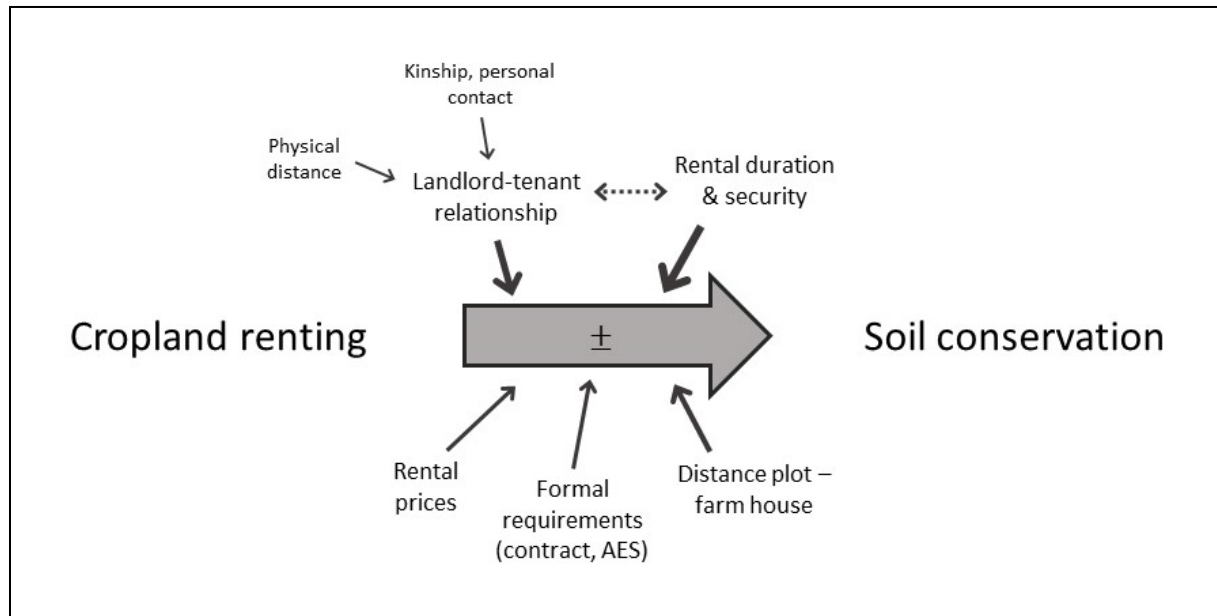 Kinship, personal
contact
Physical
distance
Landlord-tenant
relationship
Rental duration
& security
Cropland renting
±
Soil conservation
Rental
prices
Formal
requirements
(contract, AES)
Distance plot –
farm house